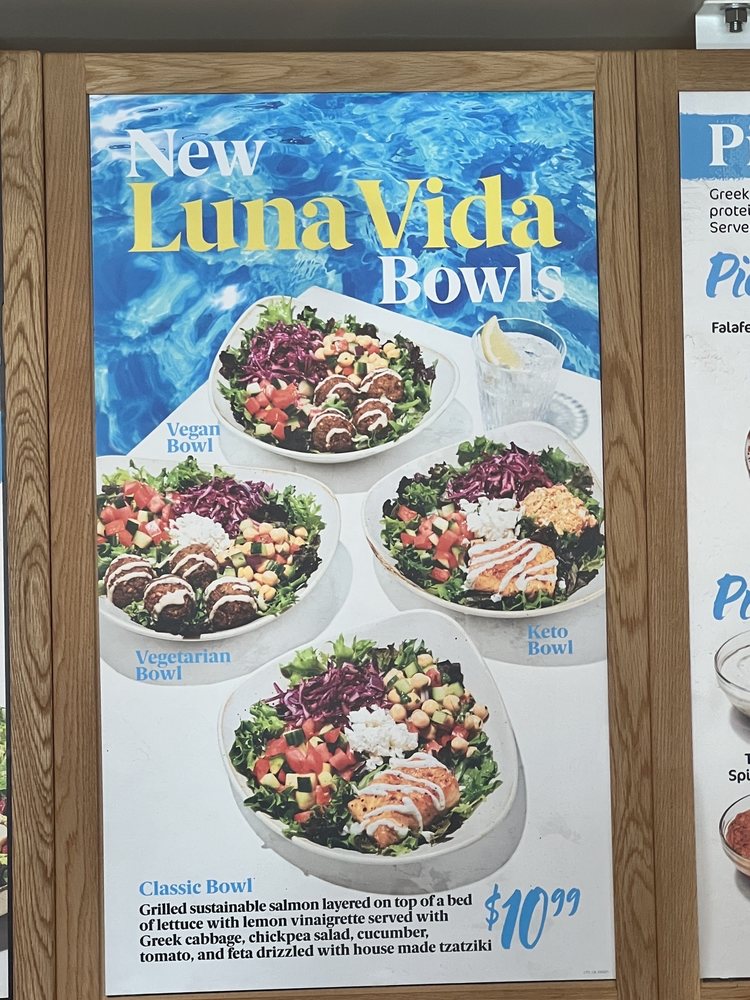 New
Luna Vida
Bowls
Vegan
Bowl
Vegetarian
Bowl
Keto
Bowl
Classic Bowl
Grilled sustainable salmon layered on top of a bed
of lettuce with lemon vinaigrette served with
Greek cabbage, chickpea salad, cucumber,
tomato, and feta drizzled with house made tzatziki
$10.99
Greek
Serve